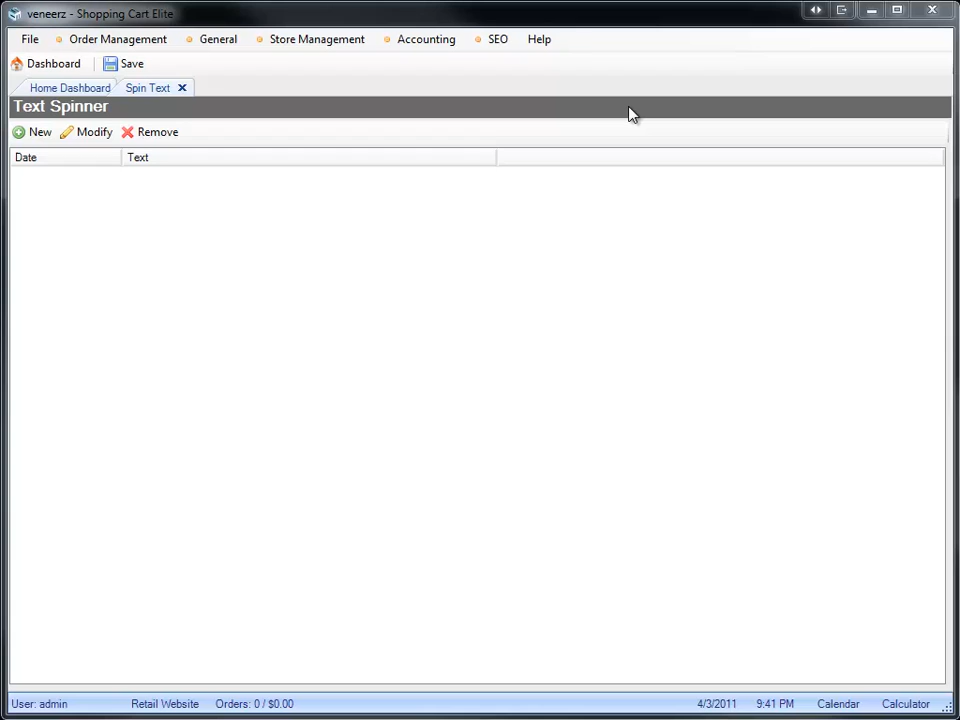 veneerz - Shopping Cart Elite
File Order Management General Store Management Accounting SEO Help
Dashboard Save
Home Dashboard Spin Text
Text Spinner
New Modify Remove
Date Text
User: admin Retail Website Orders: 0 / $0.00 4/3/2011 9:41 PM Calendar Calculator